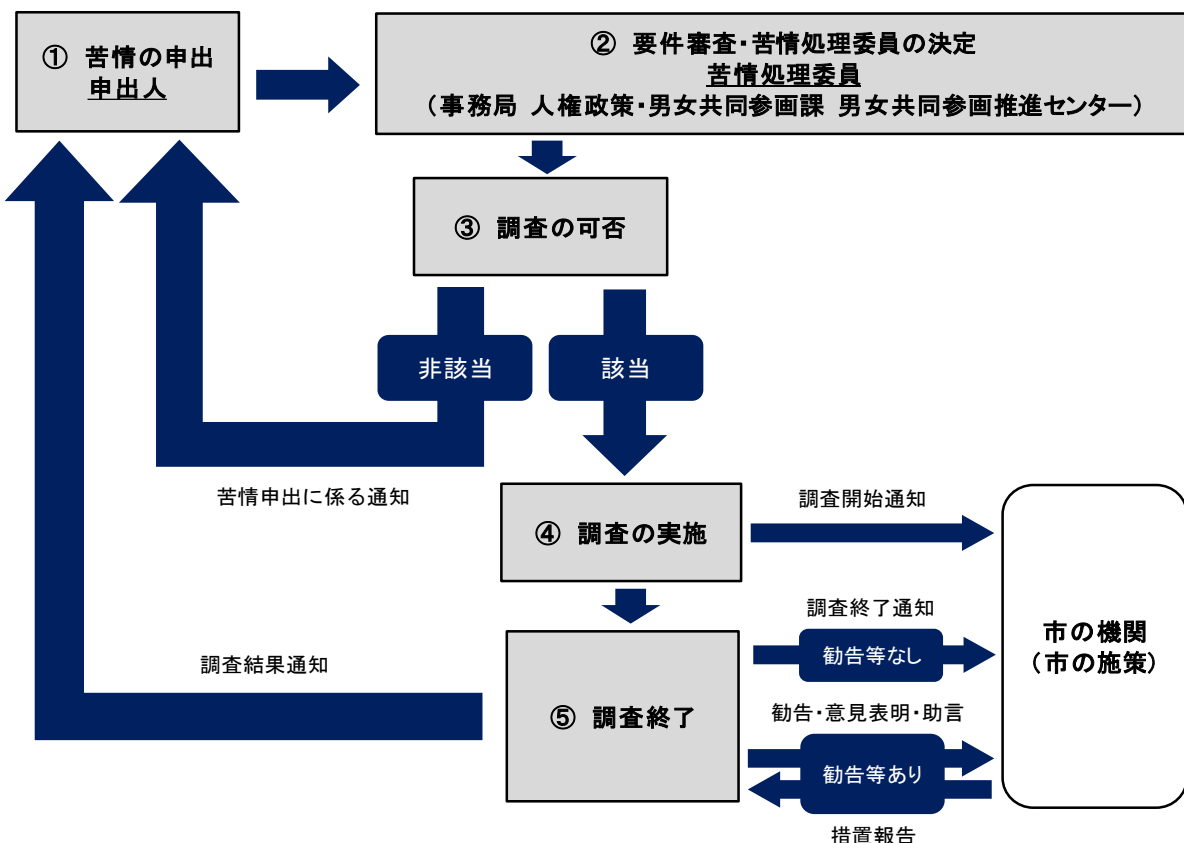 ① 苦情の申出
申出人
② 要件審査・苦情処理委員の決定
苦情処理委員
（事務局 人権政策・男女共同参画課 男女共同参画推進センター）
③ 調査の可否
非該当
該当
苦情申出に係る通知
④ 調査の実施
調査開始通知
調査終了通知
勧告等なし
市の機関
（市の施策）
調査結果通知
⑤ 調査終了
勧告・意見表明・助言
勧告等あり
措置報告